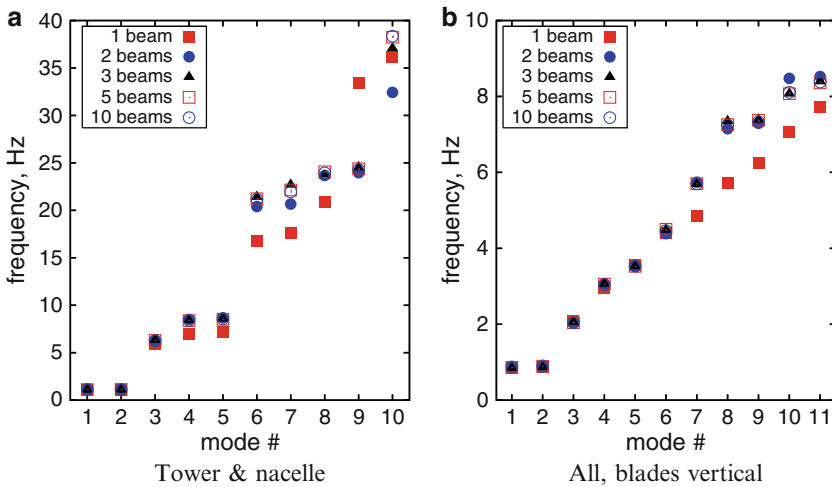 a
40
35
30
25
20
15
10
5
0
frequency, Hz
1 beam
2 beams
3 beams
5 beams
10 beams
1 2 3 4 5 6 7 8 9 10
mode #
Tower & nacelle
b
10
8
6
4
2
0
frequency, Hz
1 beam
2 beams
3 beams
5 beams
10 beams
1 2 3 4 5 6 7 8 9 10 11
mode #
All, blades vertical